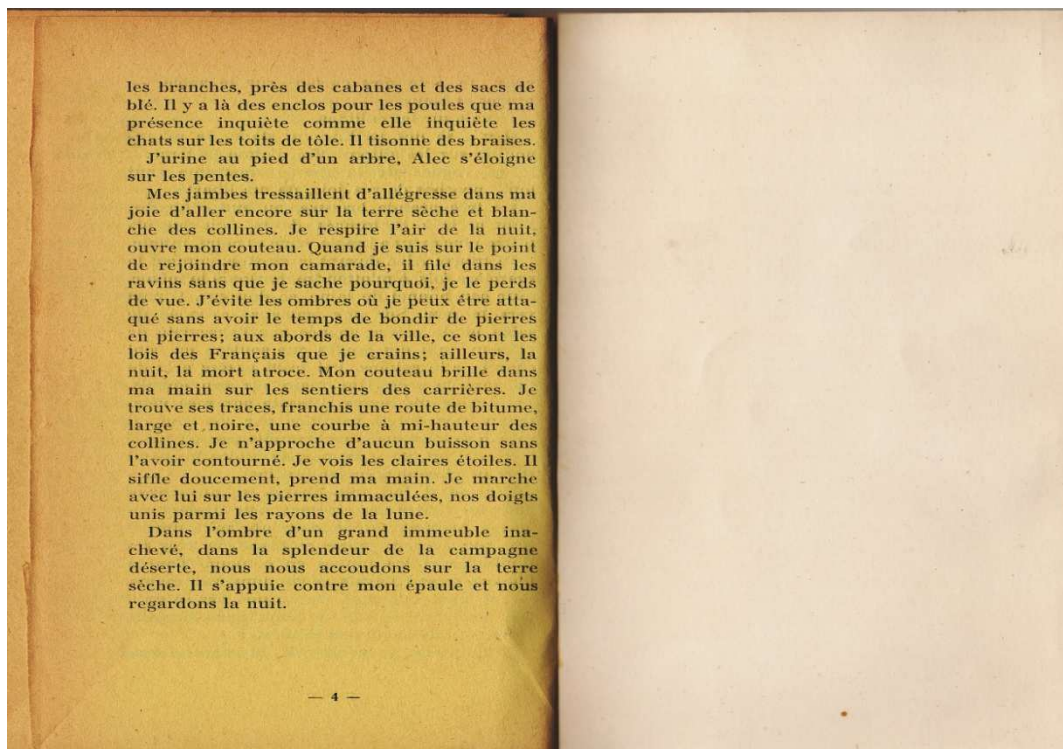 les branches, près des cabanes et des sacs de
blé. Il y a là des enclos pour les poules que ma
présence inquiète comme elle inquiète les
chats sur les toits de tôle. Il tisonne des braises.
J'urine au pied d'un arbre, Alec s'éloigne
sur les pentes.
Mes jambes tressaillent d'allégresse dans ma
joie d'aller encore sur la terre sèche et blan-
che des collines. Je respire l'air de la nuit,
ouvre mon couteau. Quand je suis sur le point
de rejoindre mon camarade, il file dans les
ravins sans que je sache pourquoi, je le perds
de vue. J'évite les ombres où je peux être atta-
qué sans avoir le temps de bondir de pierres
en pierres; aux abords de la ville, ce sont les
lois des Français que je crains; ailleurs, la
nuit, la mort atroce. Mon couteau brille dans
ma main sur les sentiers des carrières. Je
trouve ses traces, franchis une route de bitume,
large et noire, une courbe à mi-hauteur des
collines. Je n'approche d'aucun buisson sans
l'avoir contourné. Je vois les claires étoiles. Il
siffle doucement, prend ma main. Je marche
avec lui sur les pierres immaculées, nos doigts
unis parmi les rayons de la lune.
Dans l'ombre d'un grand immeuble ina-
chevé, dans la splendeur de la campagne
déserte, nous nous accoudons sur la terre
sèche. Il s'appuie contre mon épaule et nous
regardons la nuit.
— 4 —